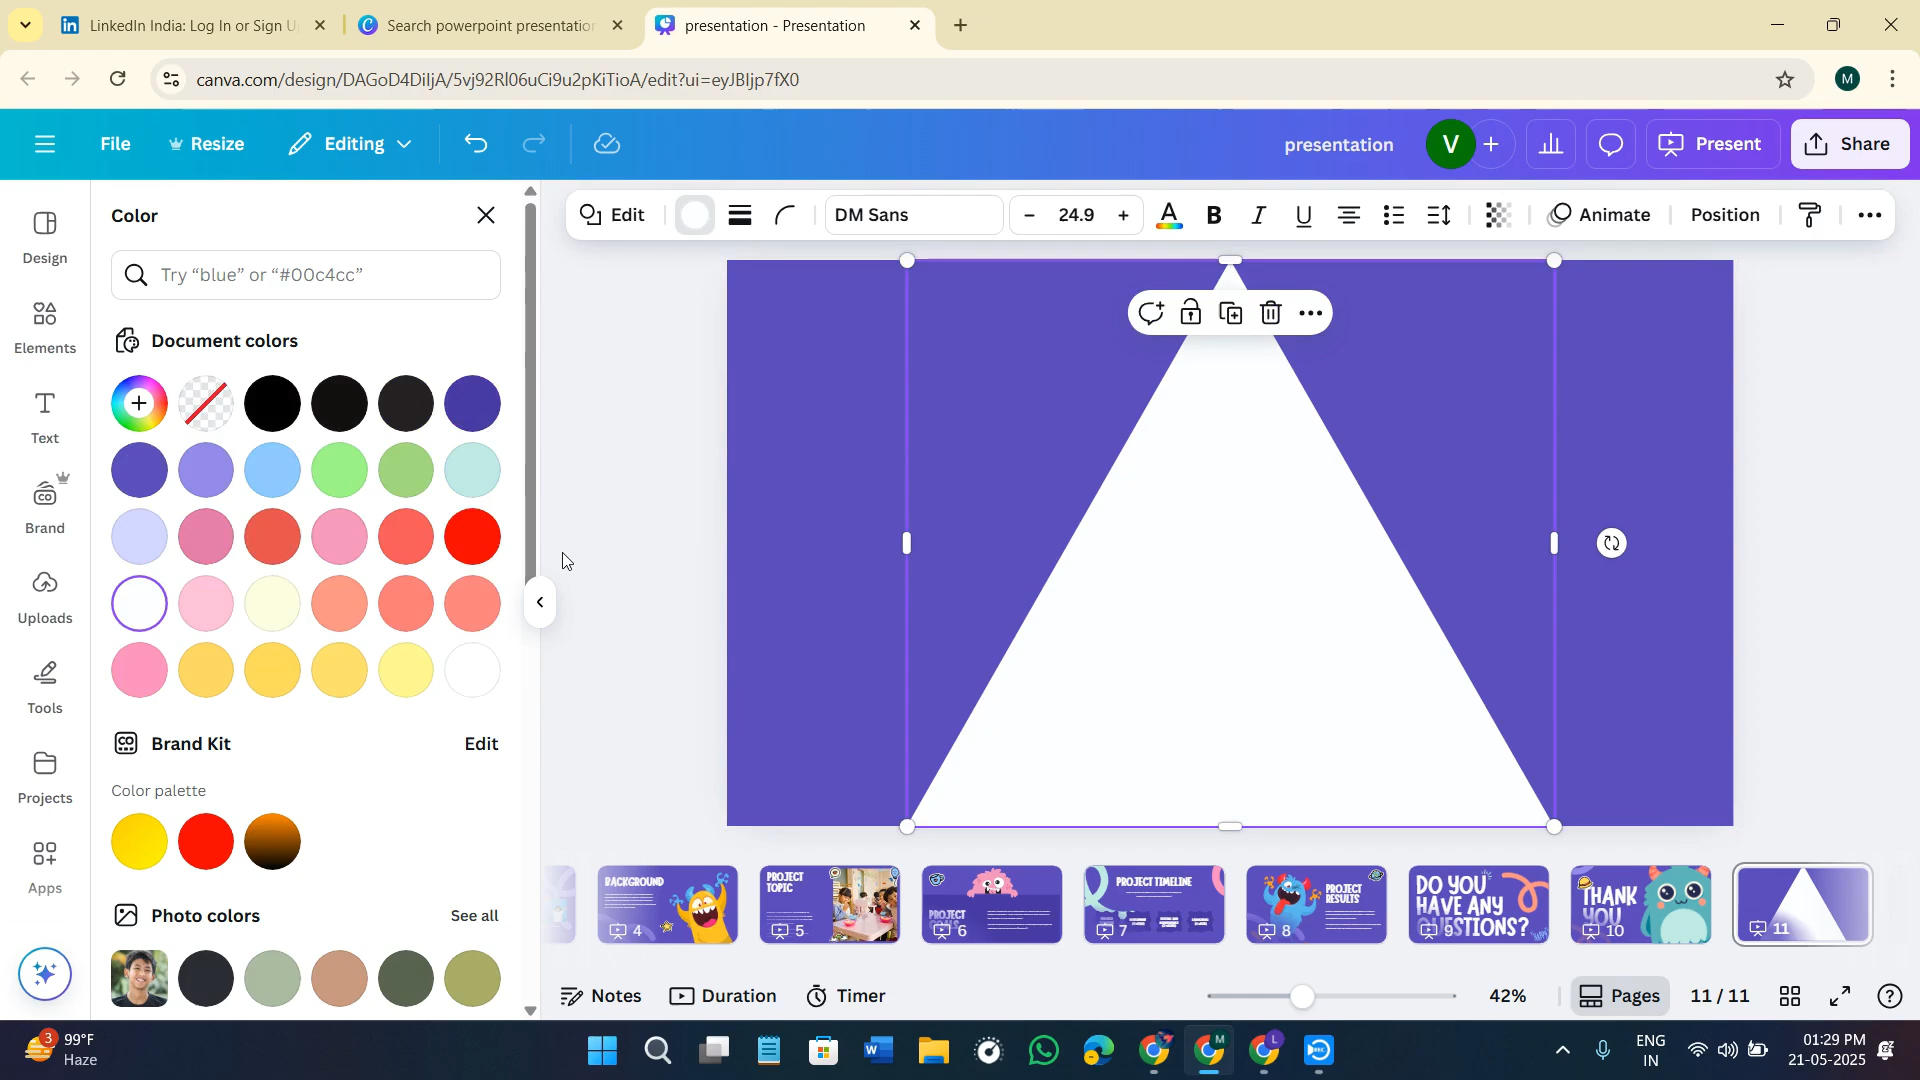 LinkedIn India: Log In or Sign U
Search powerpoint presentation
presentation - Presentation
canva.com/design/DAGoD4DiljA/5vj92Rl06uCi9u2pKiTioA/edit?ui=eyJBIjp7fX0
M
File
Resize
Editing
presentation
V
Present
Share
Color
Try “blue” or “#00c4cc”
Document colors
Brand Kit
Edit
Color palette
Photo colors
See all
Design
Elements
Text
Brand
Uploads
Tools
Projects
Apps
Edit
DM Sans
24.9
Animate
Position
BACKGROUND
4
PROJECT
TOPIC
5
PROJECT
6
PROJECT TIMELINE
7
PROJECT
RESULTS
8
DO YOU
HAVE ANY
QUESTIONS?
9
THANK
YOU
10
11
Notes
Duration
Timer
42%
Pages
11 / 11
3
99°F
Haze
ENG
IN
01:29 PM
21-05-2025